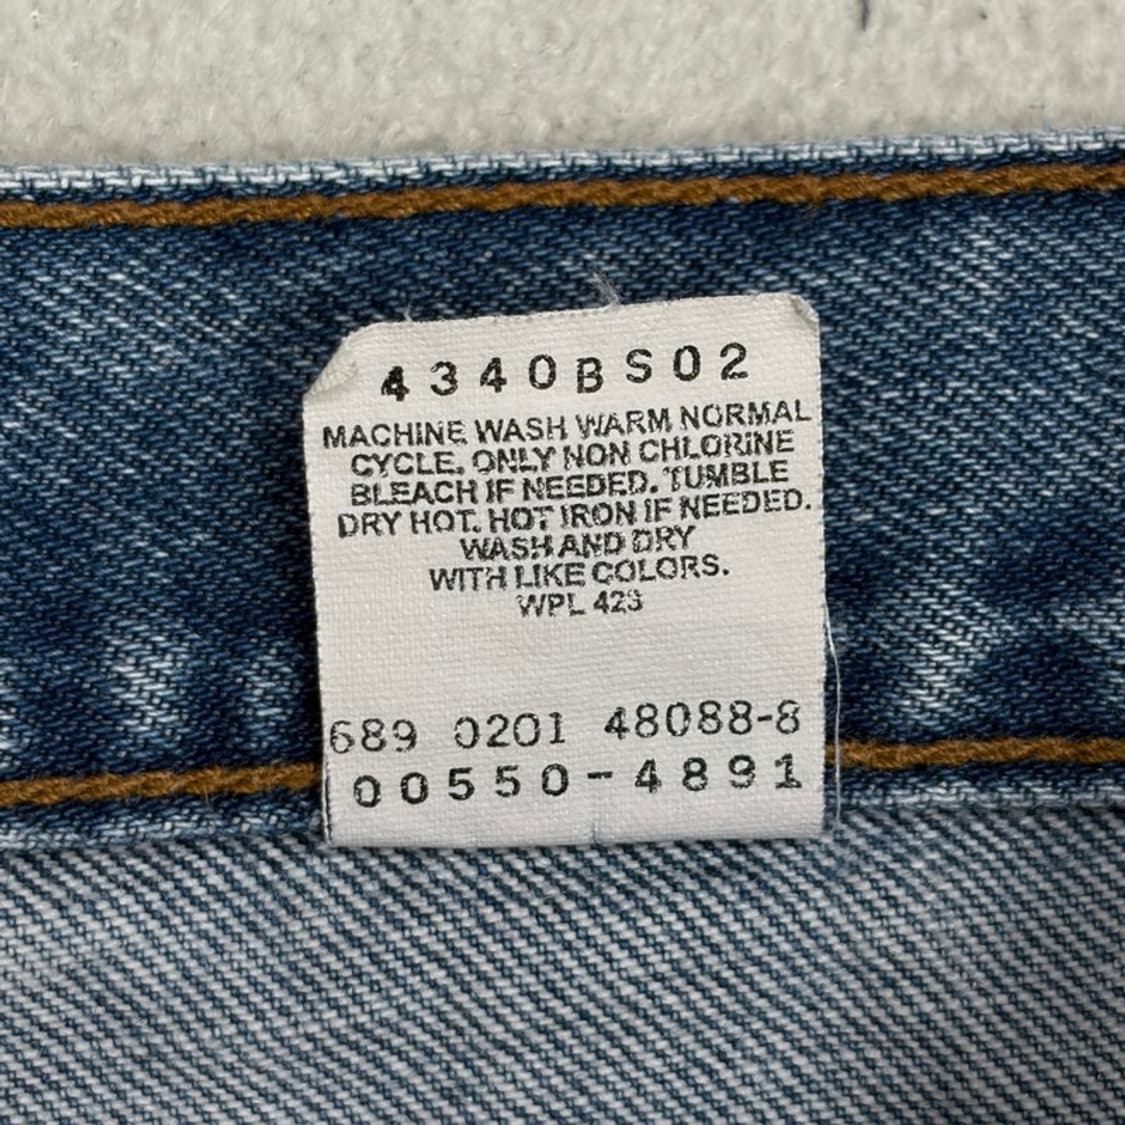 4340BS02
MACHINE WASH WARM NORMAL
CYCLE. ONLY NON CHLORINE
BLEACH IF NEEDED. TUMBLE
DRY HOT. HOT IRON IF NEEDED.
WASH AND DRY
WITH LIKE COLORS.
WPL 423
689 0201 48088-8
00550-4891